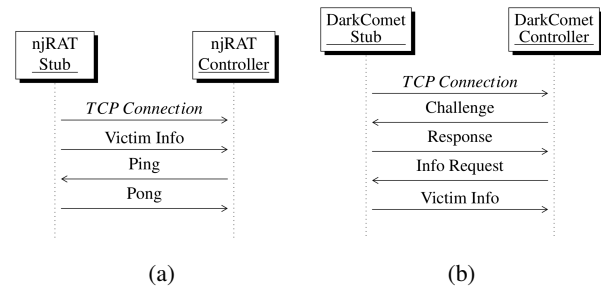 njRAT
Stub
njRAT
Controller
TCP Connection
Victim Info
Ping
Pong
(a)
DarkComet
Stub
DarkComet
Controller
TCP Connection
Challenge
Response
Info Request
Victim Info
(b)